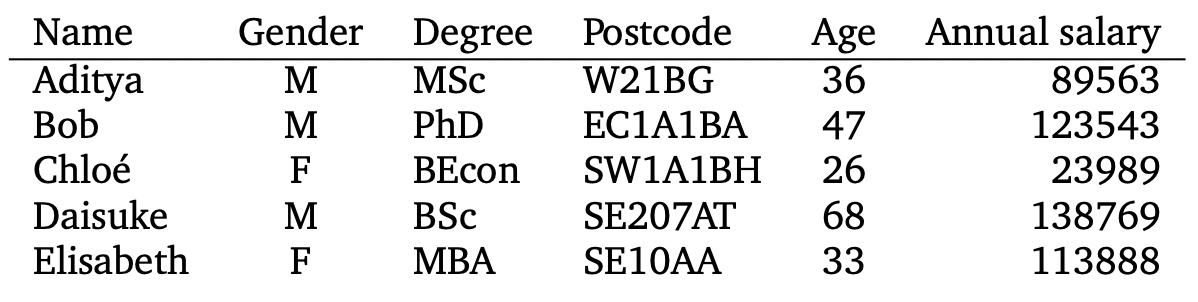 Name Gender Degree Postcode Age Annual salary
Aditya M MSc W21BG 36 89563
Bob M PhD EC1A1BA 47 123543
Chloé F BEcon SW1A1BH 26 23989
Daisuke M BSc SE207AT 68 138769
Elisabeth F MBA SE10AA 33 113888